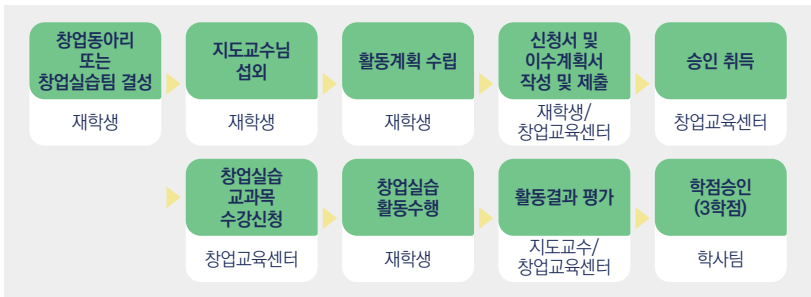 창업동아리
또는
창업실습팀 결성
재학생
지도교수님
섭외
재학생
활동계획 수립
재학생
신청서 및
이수계획서
작성 및 제출
재학생/
창업교육센터
승인 취득
창업교육센터
창업실습
교과목
수강신청
창업교육센터
창업실습
활동수행
재학생
활동결과 평가
지도교수/
창업교육센터
학점승인
(3학점)
학사팀